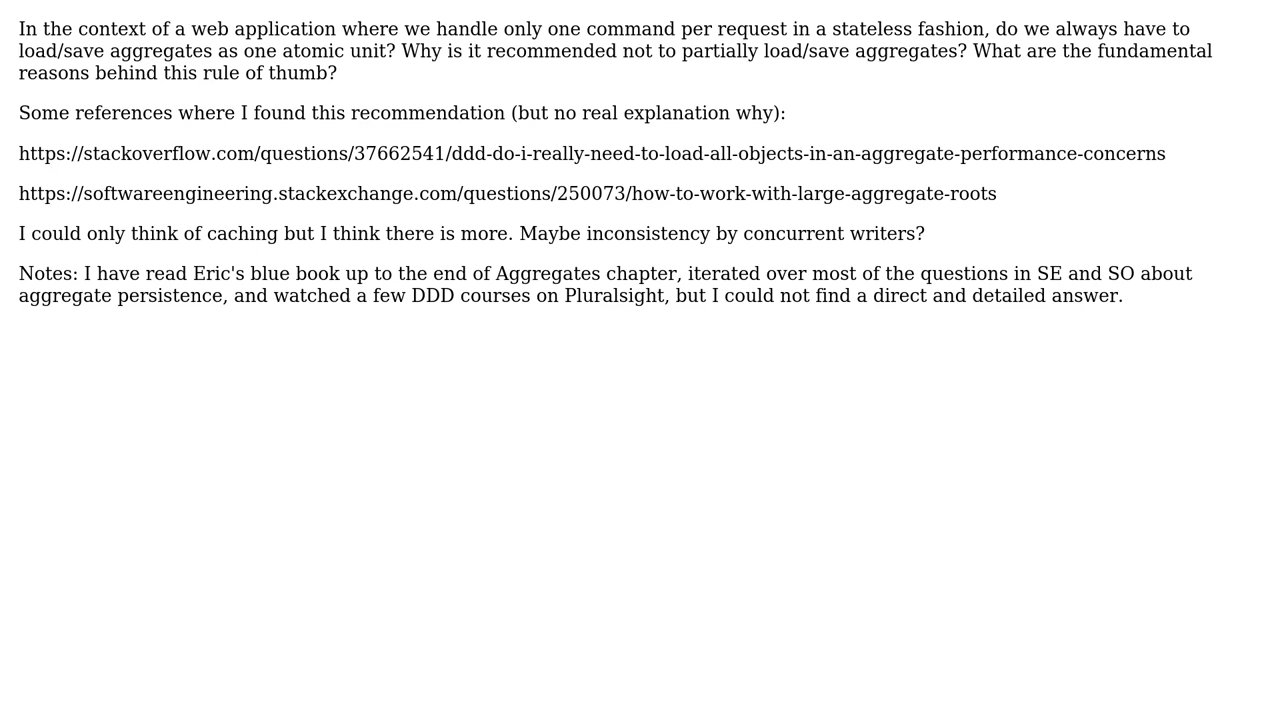 In the context of a web application where we handle only one command per request in a stateless fashion, do we always have to
load/save aggregates as one atomic unit? Why is it recommended not to partially load/save aggregates? What are the fundamental
reasons behind this rule of thumb?
Some references where I found this recommendation (but no real explanation why):
https://stackoverflow.com/questions/37662541/ddd-do-i-really-need-to-load-all-objects-in-an-aggregate-performance-concerns
https://softwareengineering.stackexchange.com/questions/250073/how-to-work-with-large-aggregate-roots
I could only think of caching but I think there is more. Maybe inconsistency by concurrent writers?
Notes: I have read Eric's blue book up to the end of Aggregates chapter, iterated over most of the questions in SE and SO about
aggregate persistence, and watched a few DDD courses on Pluralsight, but I could not find a direct and detailed answer.